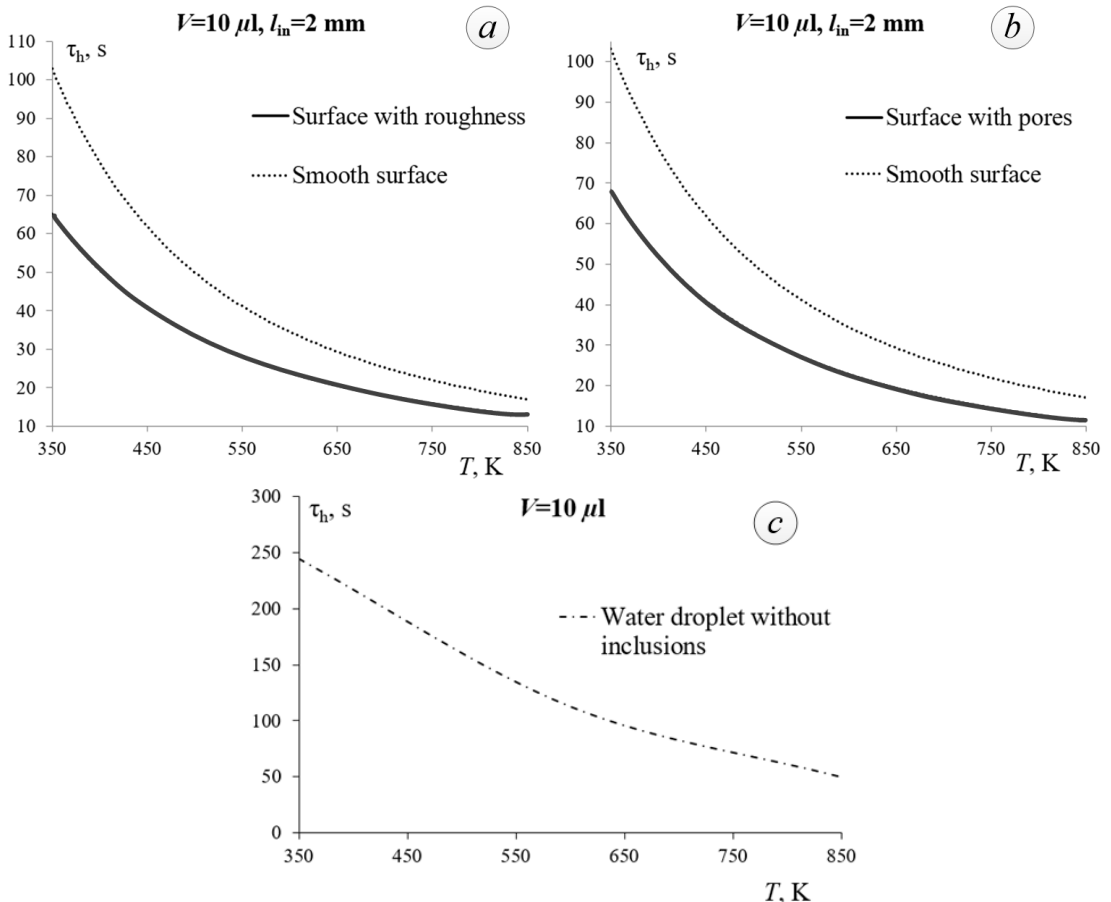 V=10 μl, lin=2 mm
a
τh, s
110
100
90
80
70
60
50
40
30
20
10
350
450
550
650
750
850
T, K
Surface with roughness
Smooth surface
V=10 μl, lin=2 mm
b
τh, s
100
90
80
70
60
50
40
30
20
10
350
450
550
650
750
850
T, K
Surface with pores
Smooth surface
V=10 μl
c
τh, s
300
250
200
150
100
50
0
350
450
550
650
750
850
T, K
Water droplet without
inclusions